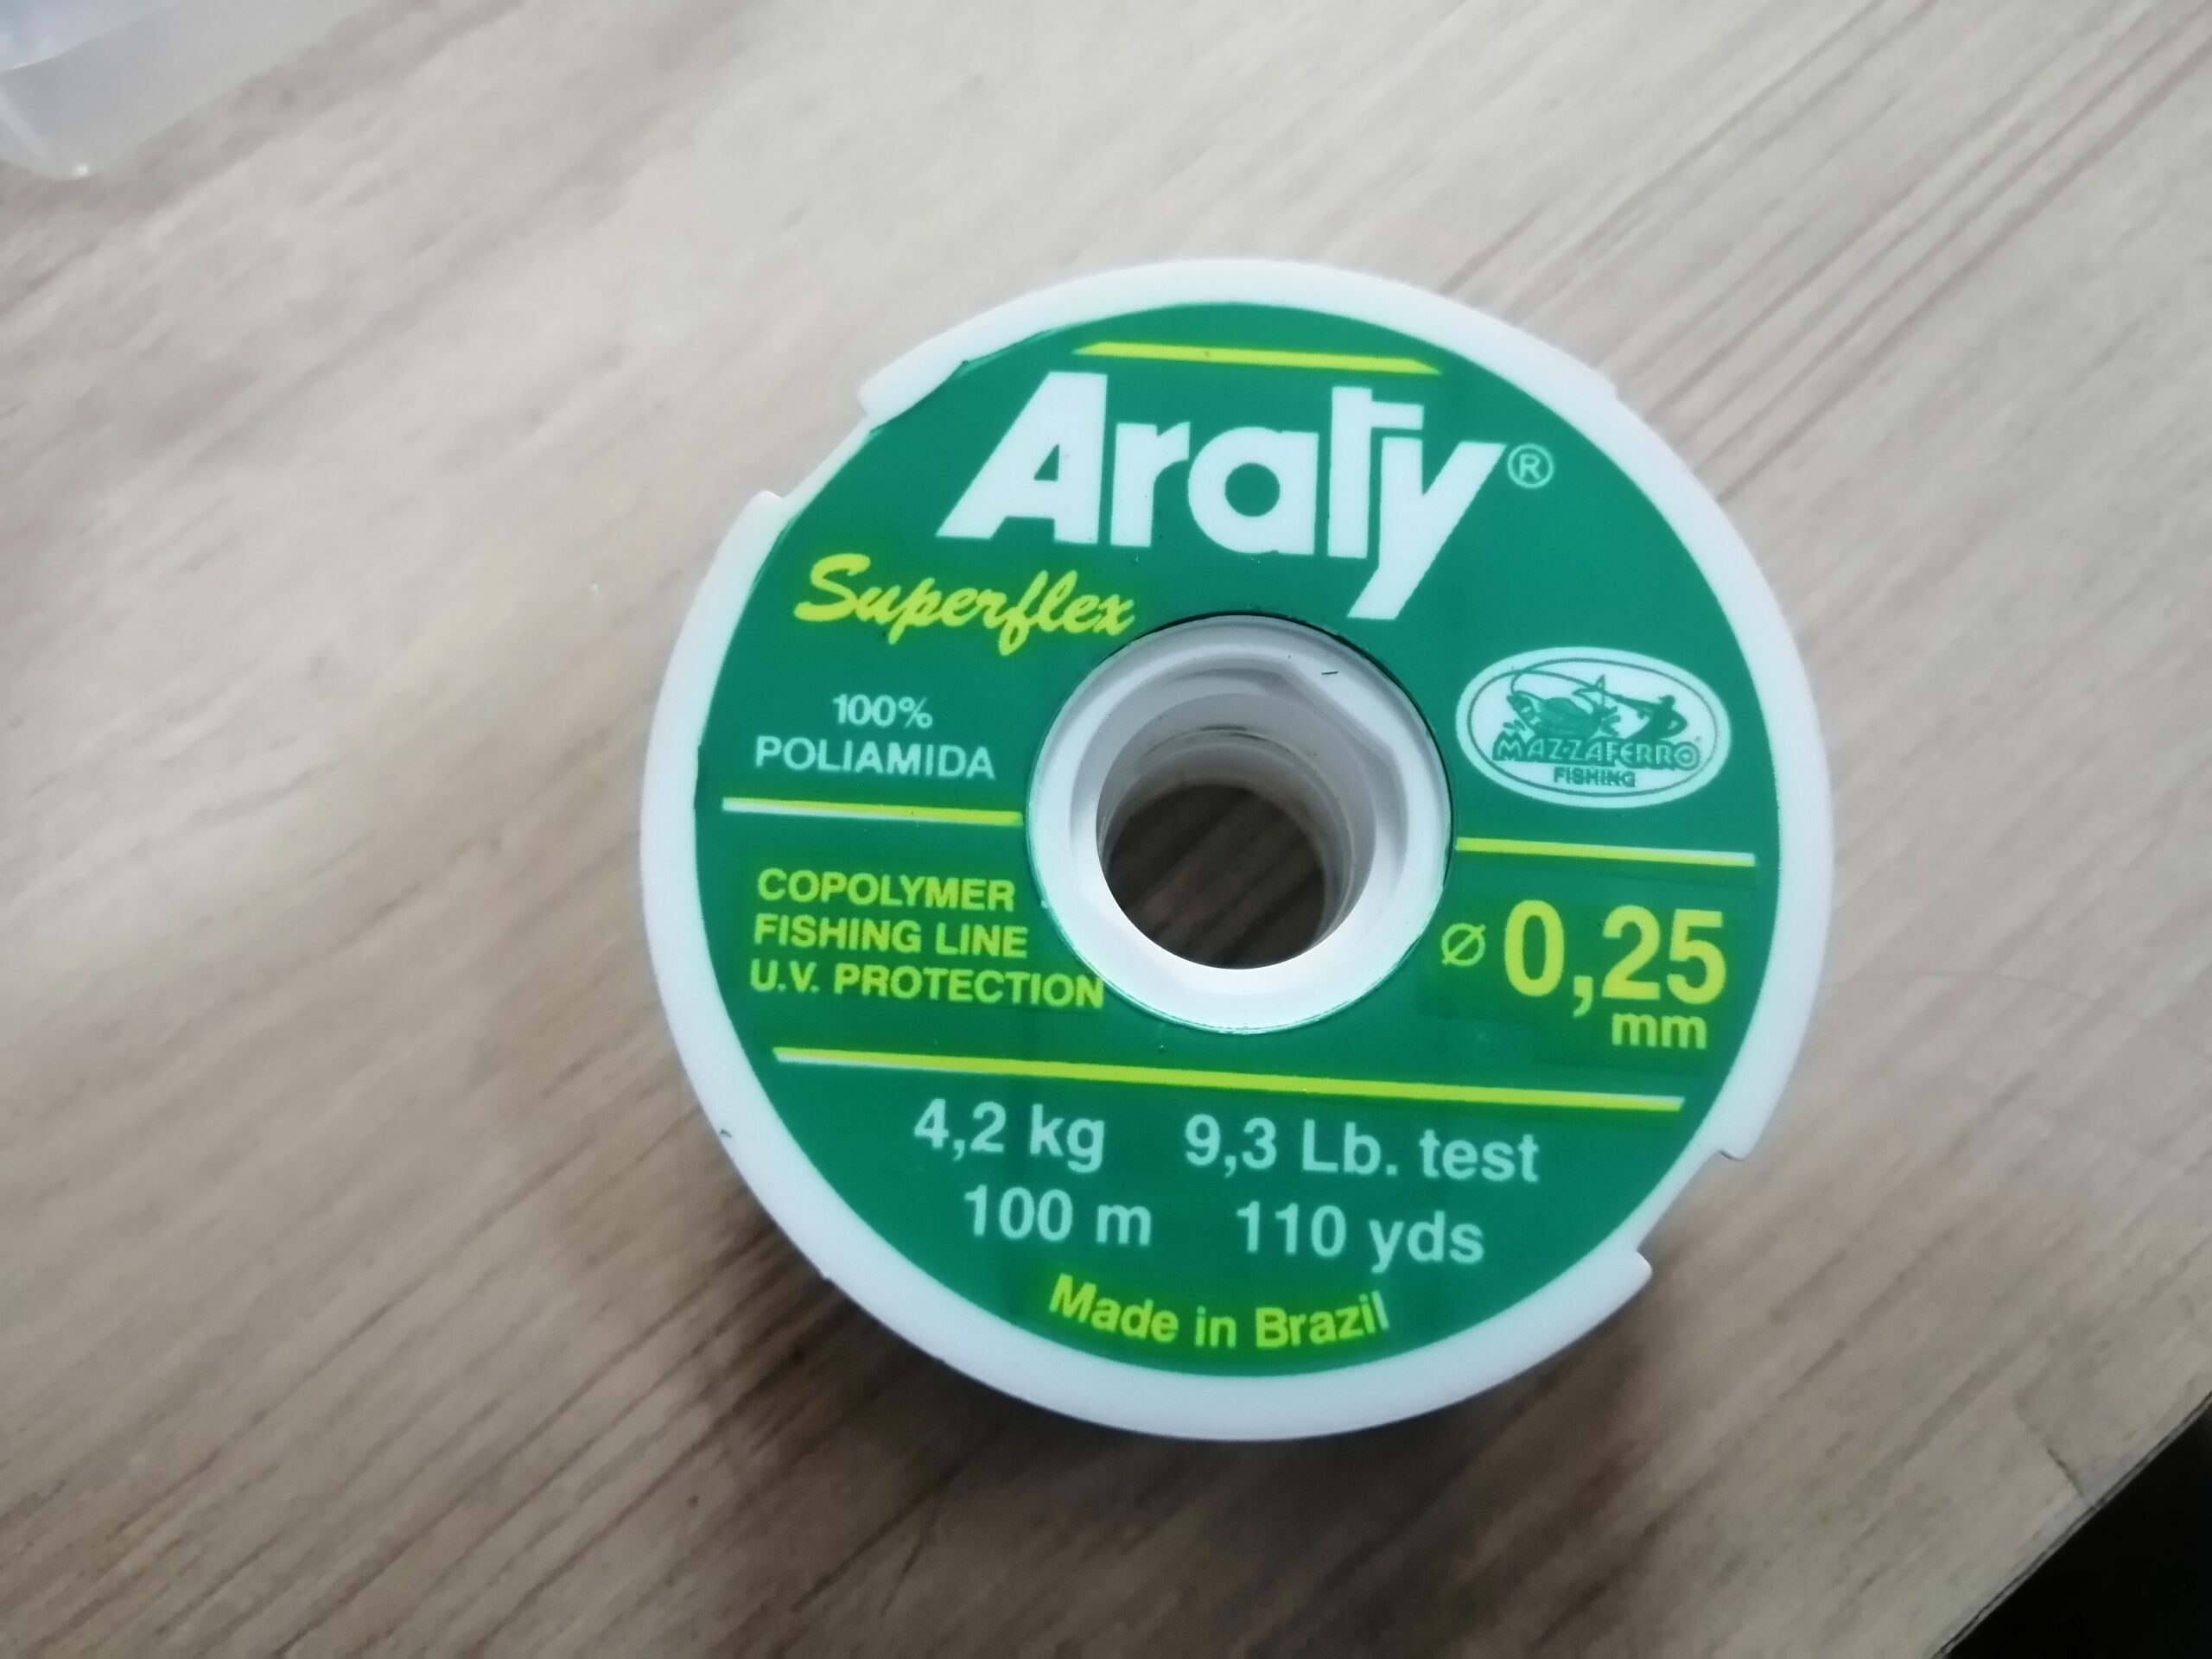 Araty®
Superflex
100%
POLIAMIDA
MAZZAFERRO
FISHING
COPOLYMER
FISHING LINE
U.V. PROTECTION
Ø 0,25
mm
4,2 kg 9,3 Lb. test
100 m 110 yds
Made in Brazil